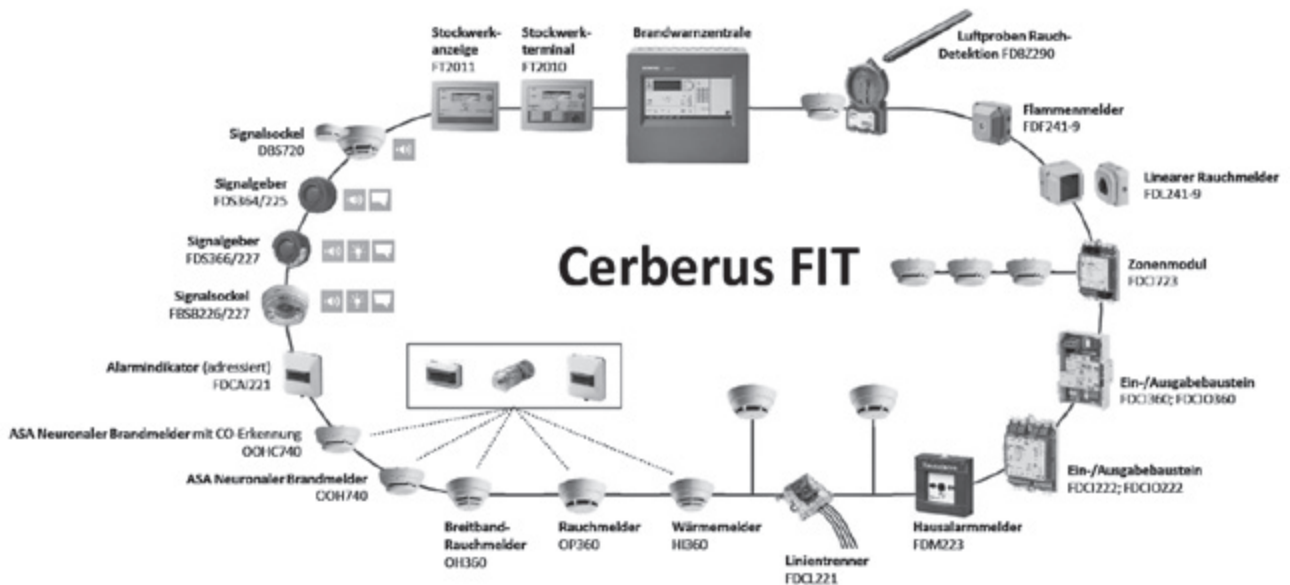 Stockwerk-
anzeige
FT2011
Stockwerk-
terminal
FT2010
Brandwarnzentrale
Luftproben Rauch-
Detektion FDBZ290
Flammenmelder
FDF241-9
Linearer Rauchmelder
FDL241-9
Zonenmodul
FDCI723
Ein-/Ausgabebaustein
FDCI360; FDCIO360
Ein-/Ausgabebaustein
FDCI222; FDCIO222
Hausalarmmelder
FDM223
Linientrenner
FDCL221
Wärmemelder
HI360
Rauchmelder
OP360
Breitband-
Rauchmelder
OH360
ASA Neuronaler Brandmelder
OOH740
ASA Neuronaler Brandmelder mit CO-Erkennung
OOHC740
Alarmindikator (adressiert)
FDCAI221
Signalsockel
FBSB226/227
Signalgeber
FDS366/227
Signalgeber
FDS364/225
Signalsockel
DBS720
Cerberus FIT